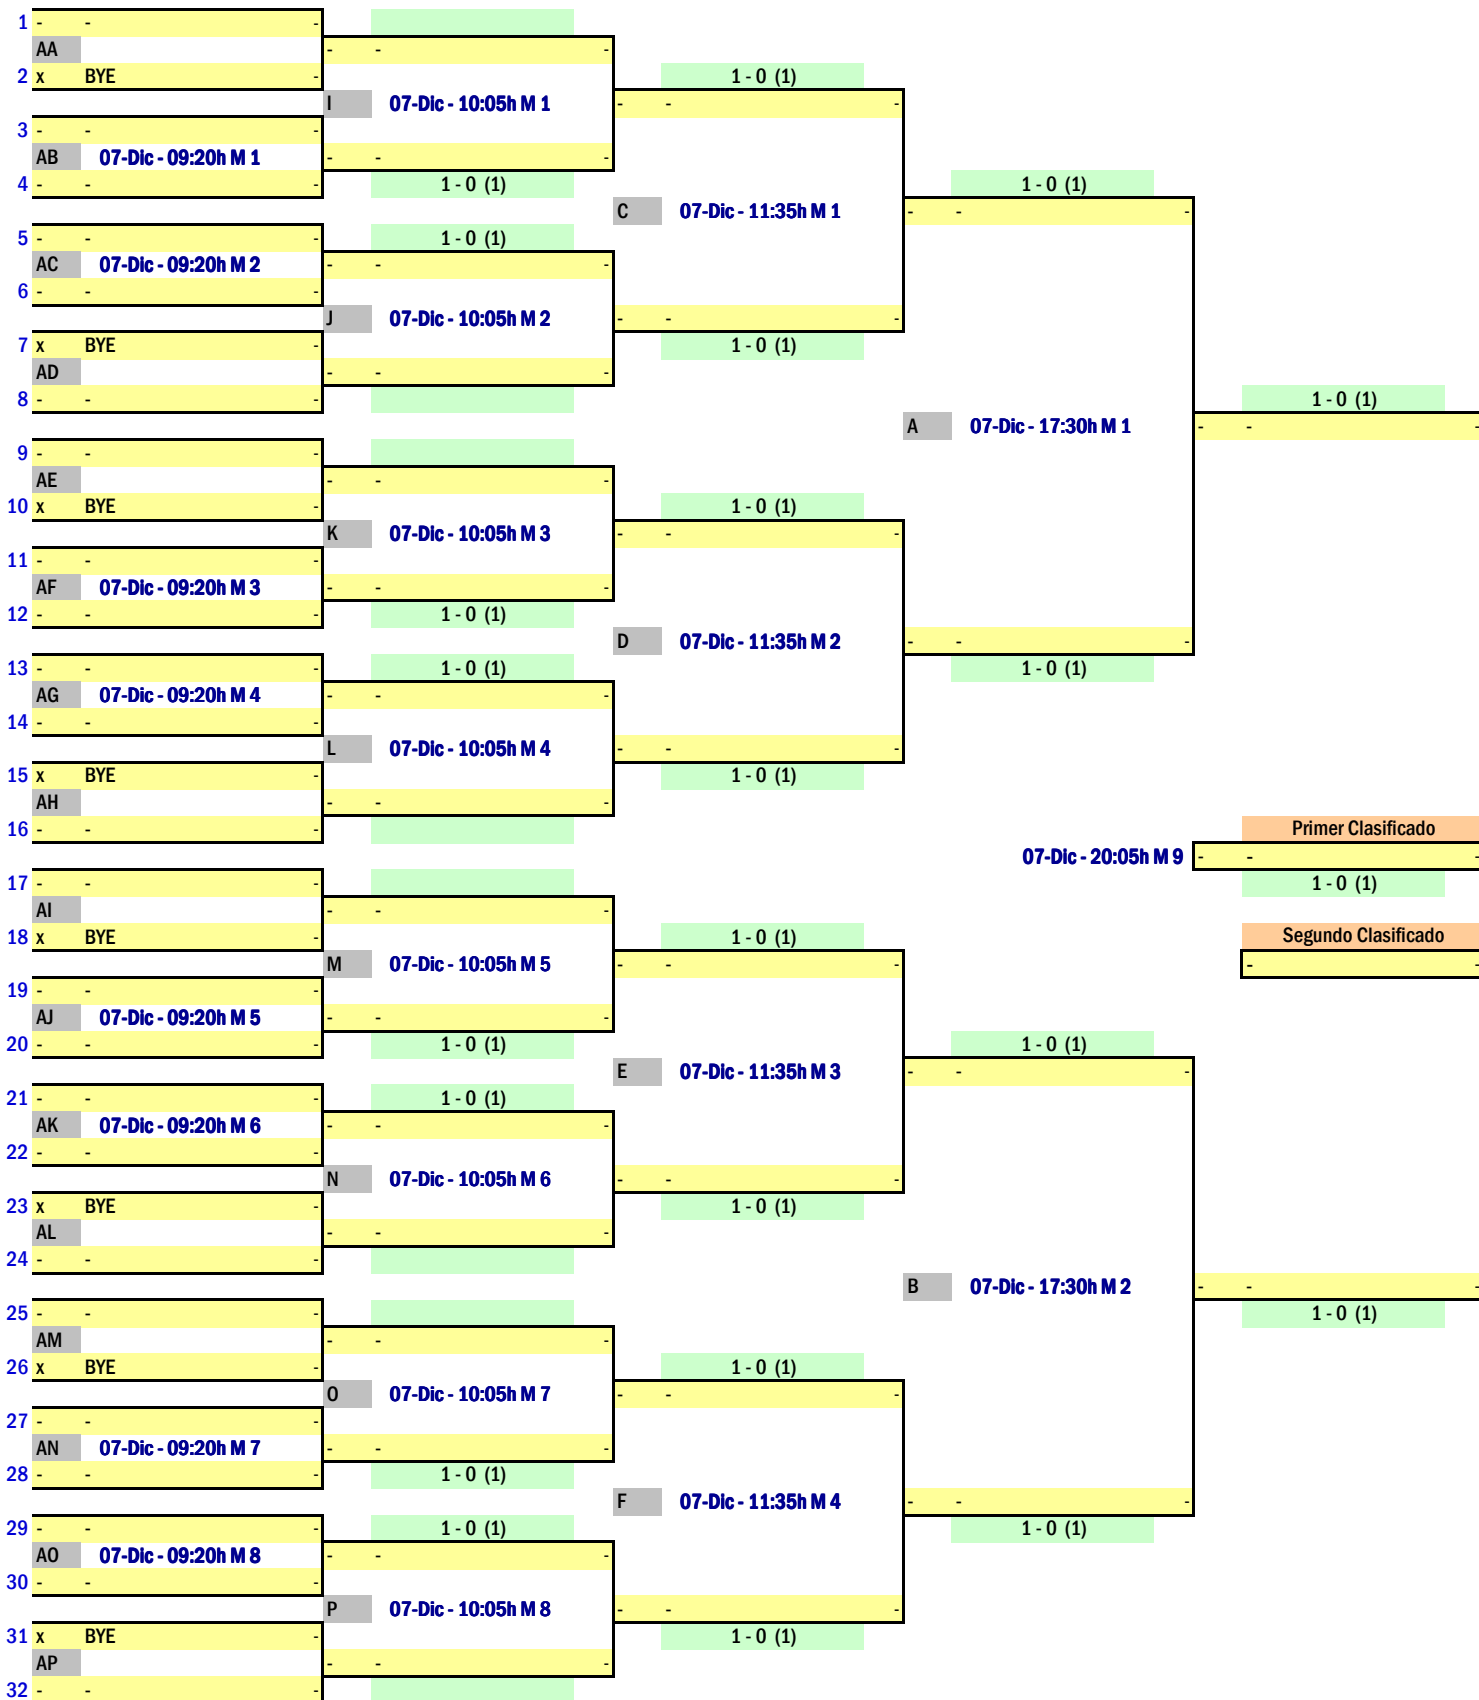 1 - - -
AA
- - -
2 x BYE -
1 - 0 (1)
I 07-Dic - 10:05h M 1
- - -
3 - - -
AB 07-Dic - 09:20h M 1
- - -
4 - - -
1 - 0 (1)
1 - 0 (1)
C 07-Dic - 11:35h M 1
- - -
5 - - -
1 - 0 (1)
AC 07-Dic - 09:20h M 2
- - -
6 - - -
J 07-Dic - 10:05h M 2
- - -
7 x BYE -
1 - 0 (1)
AD
- - -
8 - - -
1 - 0 (1)
A 07-Dic - 17:30h M 1
- - -
9 - - -
AE
- - -
10 x BYE -
1 - 0 (1)
K 07-Dic - 10:05h M 3
- - -
11 - - -
AF 07-Dic - 09:20h M 3
- - -
12 - - -
1 - 0 (1)
D 07-Dic - 11:35h M 2
- - -
13 - - -
1 - 0 (1)
1 - 0 (1)
AG 07-Dic - 09:20h M 4
- - -
14 - - -
L 07-Dic - 10:05h M 4
- - -
15 x BYE -
1 - 0 (1)
AH
- - -
16 - - -
Primer Clasificado
07-Dic - 20:05h M 9
- - -
17 - - -
1 - 0 (1)
AI
- - -
18 x BYE -
1 - 0 (1)
Segundo Clasificado
M 07-Dic - 10:05h M 5
- - -
- -
19 - - -
AJ 07-Dic - 09:20h M 5
- - -
20 - - -
1 - 0 (1)
1 - 0 (1)
E 07-Dic - 11:35h M 3
- - -
21 - - -
1 - 0 (1)
AK 07-Dic - 09:20h M 6
- - -
22 - - -
N 07-Dic - 10:05h M 6
- - -
23 x BYE -
1 - 0 (1)
AL
- - -
24 - - -
B 07-Dic - 17:30h M 2
- - -
25 - - -
1 - 0 (1)
AM
- - -
26 x BYE -
1 - 0 (1)
O 07-Dic - 10:05h M 7
- - -
27 - - -
AN 07-Dic - 09:20h M 7
- - -
28 - - -
1 - 0 (1)
F 07-Dic - 11:35h M 4
- - -
29 - - -
1 - 0 (1)
1 - 0 (1)
AO 07-Dic - 09:20h M 8
- - -
30 - - -
P 07-Dic - 10:05h M 8
- - -
31 x BYE -
1 - 0 (1)
AP
- - -
32 - - -